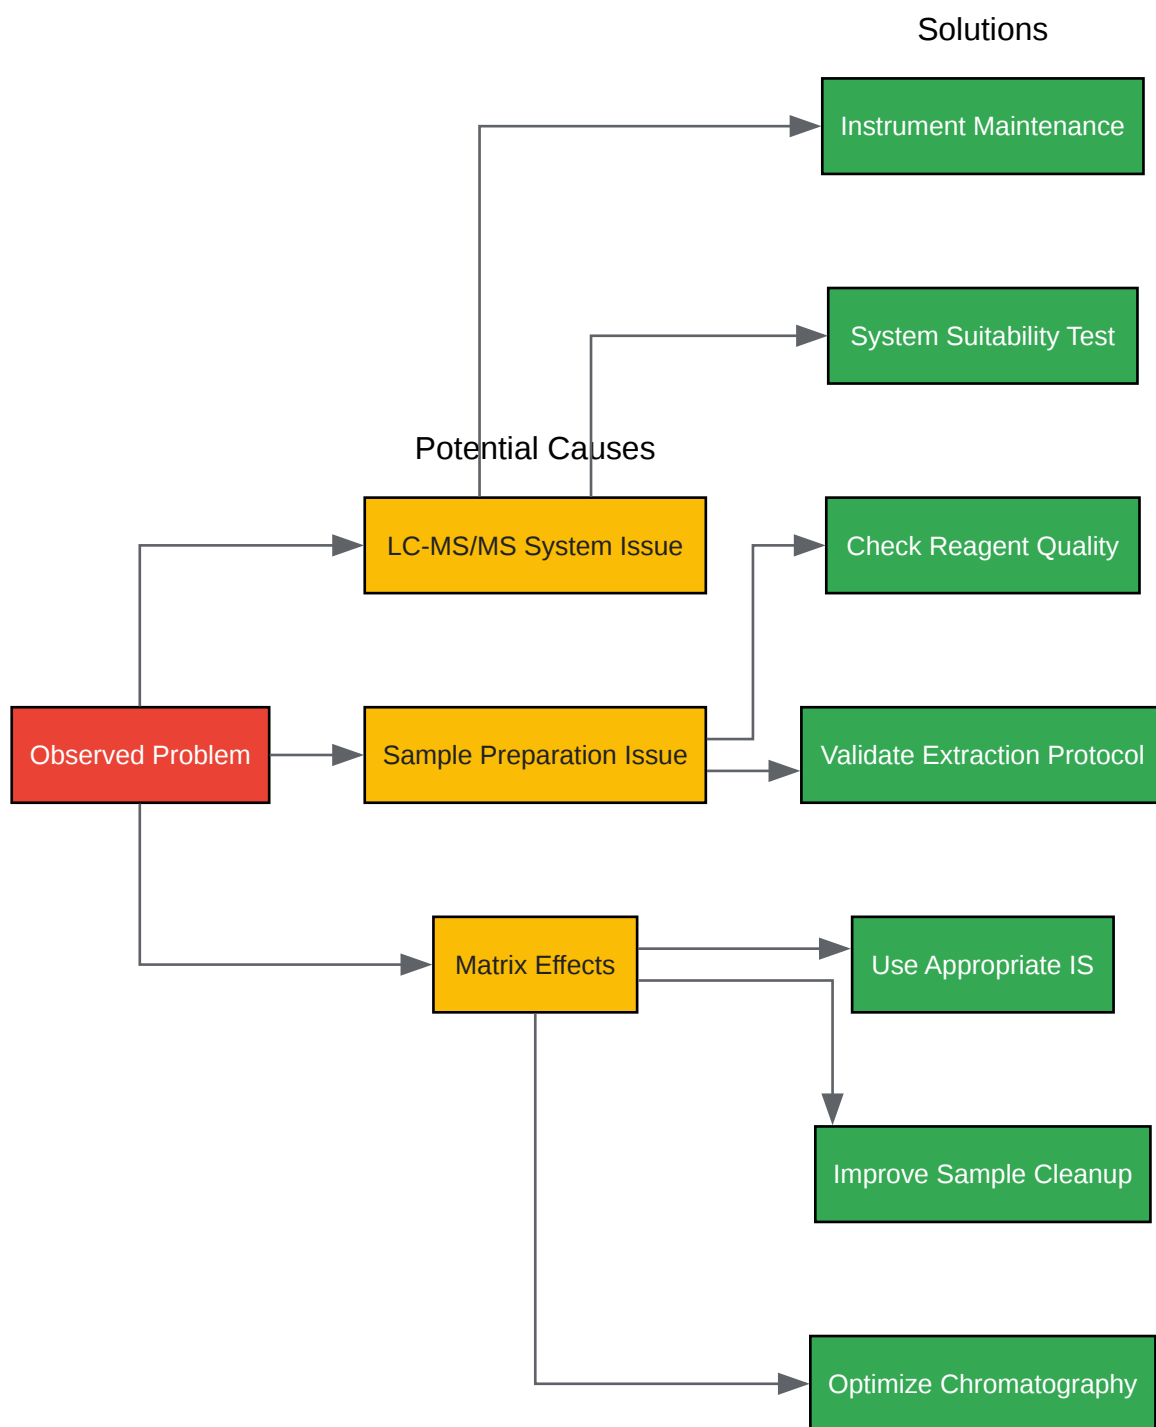 Solutions
Instrument Maintenance
System Suitability Test
Potential Causes
LC-MS/MS System Issue
Check Reagent Quality
Observed Problem
Sample Preparation Issue
Validate Extraction Protocol
Matrix Effects
Use Appropriate IS
Improve Sample Cleanup
Optimize Chromatography